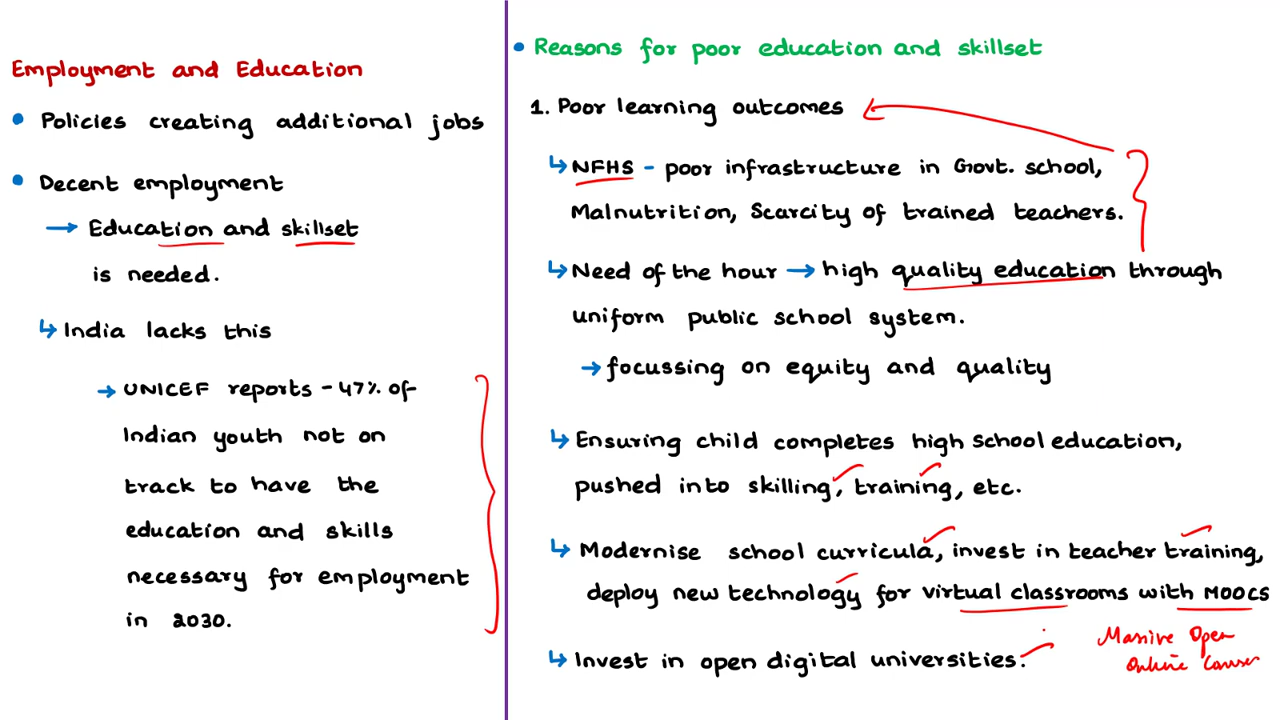 Employment and Education
• Policies creating additional jobs
• Decent employment
→ Education and skillset
is needed.
↳ India lacks this
→ UNICEF reports - 47% of
Indian youth not on
track to have the
education and skills
necessary for employment
in 2030.
• Reasons for poor education and skillset
1. Poor learning outcomes
↳ NFHS - poor infrastructure in Govt. school,
Malnutrition, Scarcity of trained teachers.
↳ Need of the hour → high quality education through
uniform public school system.
→ focussing on equity and quality
↳ Ensuring child completes high school education,
pushed into skilling, training, etc.
↳ Modernise school curricula, invest in teacher training,
deploy new technology for virtual classrooms with MOOCS
↳ Invest in open digital universities.
Massive Open
Online Courses